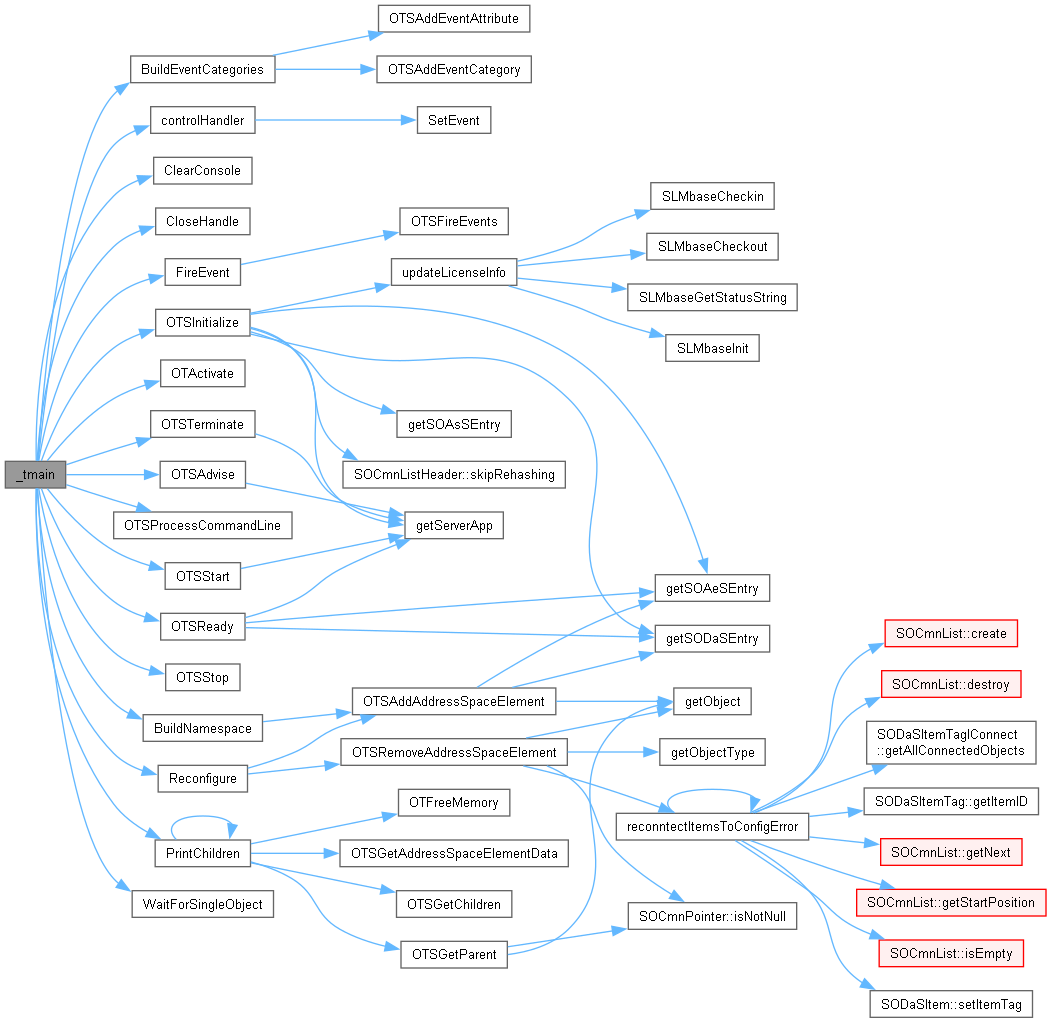 _tmain
BuildEventCategories
OTSAddEventAttribute
OTSAddEventCategory
controlHandler
SetEvent
ClearConsole
CloseHandle
FireEvent
OTSFireEvents
OTSInitialize
updateLicenseInfo
SLMbaseCheckin
SLMbaseCheckout
SLMbaseGetStatusString
SLMbaseInit
getSOAsSEntry
SOCmnListHeader::skipRehashing
getServerApp
getSOAeSEntry
getSODaSEntry
OTActivate
OTSTerminate
OTSAdvise
OTSProcessCommandLine
OTSStart
OTSReady
OTSStop
BuildNamespace
OTSAddAddressSpaceElement
getObject
Reconfigure
OTSRemoveAddressSpaceElement
getObjectType
reconntectItemsToConfigError
SOCmnList::create
SOCmnList::destroy
SODaSItemTagIConnect
::getAllConnectedObjects
SODaSItemTag::getItemID
SOCmnList::getNext
SOCmnList::getStartPosition
SOCmnList::isEmpty
SODaSItem::setItemTag
SOCmnPointer::isNotNull
PrintChildren
OTFreeMemory
OTSGetAddressSpaceElementData
OTSGetChildren
OTSGetParent
WaitForSingleObject